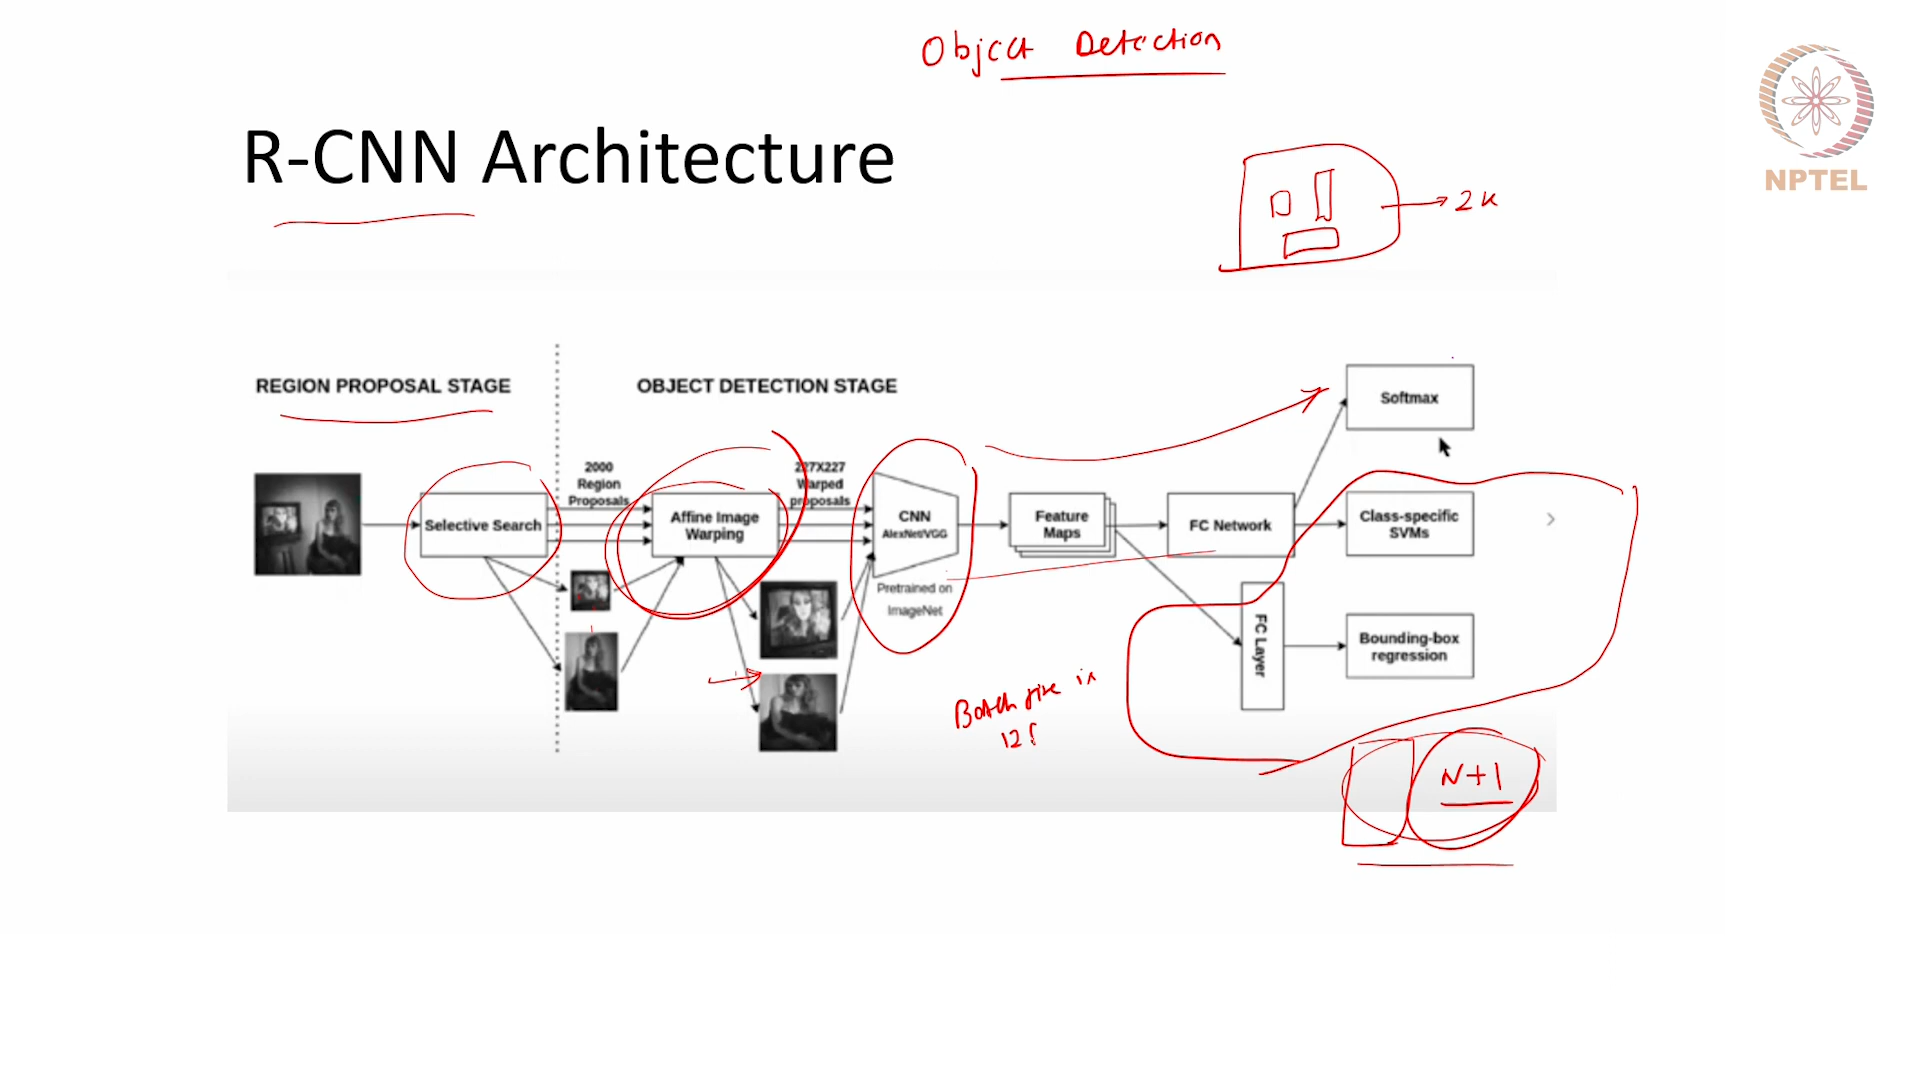 Object Detection
NPTEL
R-CNN Architecture
2k
REGION PROPOSAL STAGE
OBJECT DETECTION STAGE
Softmax
2000
Region
Proposals
227X227
Warped
proposals
Selective Search
Affine Image
Warping
CNN
AlexNet/VGG
Pretrained on
ImageNet
Feature
Maps
FC Network
Class-specific
SVMs
FC Layer
Bounding-box
regression
Batch size is
128
N+1